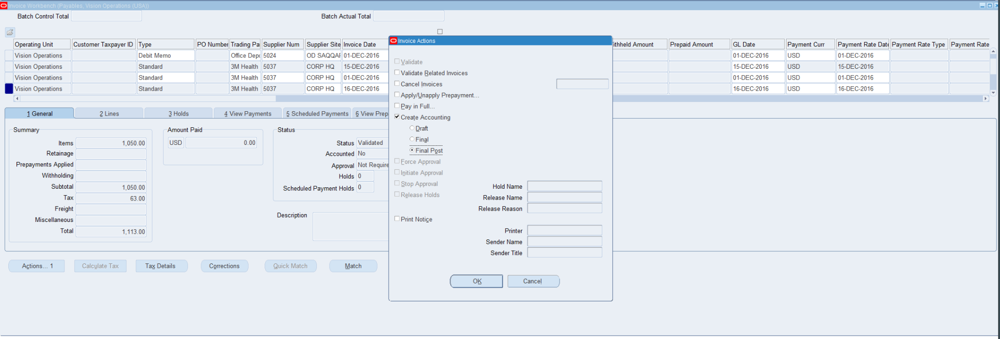 Invoice Workbench (Payables, Vision Operations (USA))
Batch Control Total
Batch Actual Total
Operating Unit Customer Taxpayer ID Type PO Number Trading Pa Supplier Num Supplier Site Invoice Date ithheld Amount Prepaid Amount GL Date Payment Curr Payment Rate Date Payment Rate Type Payment Rate
Vision Operations Debit Memo Office Depo 5024 OD SAQQAF 01-DEC-2016 01-DEC-2016 USD 01-DEC-2016
Vision Operations Standard 3M Health 5037 CORP HQ 15-DEC-2016 15-DEC-2016 USD 15-DEC-2016
Vision Operations Standard 3M Health 5037 CORP HQ 01-DEC-2016 01-DEC-2016 USD 01-DEC-2016
Vision Operations Standard 3M Health 5037 CORP HQ 16-DEC-2016 16-DEC-2016 USD 16-DEC-2016
1 General 2 Lines 3 Holds 4 View Payments 5 Scheduled Payments 6 View Prep
Summary
Items 1,050.00
Retainage
Prepayments Applied
Withholding
Subtotal 1,050.00
Tax 63.00
Freight
Miscellaneous
Total 1,113.00
Amount Paid
USD 0.00
Status
Status Validated
Accounted No
Approval Not Require
Holds 0
Scheduled Payment Holds 0
Description
Actions... 1 Calculate Tax Tax Details Corrections Quick Match Match
Invoice Actions
Validate
Validate Related Invoices
Cancel Invoices
Apply/Unapply Prepayment...
Pay in Full...
Create Accounting
Draft
Final
Final Post
Force Approval
Initiate Approval
Stop Approval
Release Holds
Hold Name
Release Name
Release Reason
Print Notice
Printer
Sender Name
Sender Title
OK Cancel